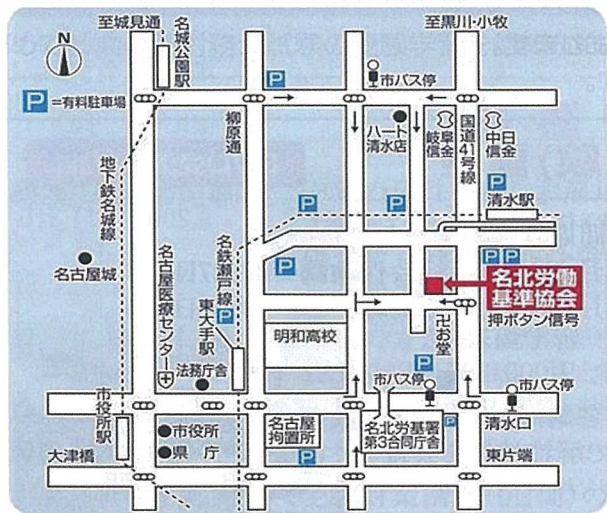 至城見通
至黒川・小牧
N
名城公園駅
P
市バス停
P=有料駐車場
柳原通
ハート
清水店
岐阜
信金
国道41号線
中日
信金
P
清水駅
地下鉄名城線
P
P
名古屋城
名古屋医療センター
名鉄瀬戸線
P
P P
名北労働
基準協会
東大手駅
P
押ボタン信号
明和高校
卍お堂
P
法務庁舎
市バス停
市バス停
市役所駅
市役所
県庁
名古屋
拘置所
P
名北労基署
第3合同庁舎
P
清水口
大津橋
東片端